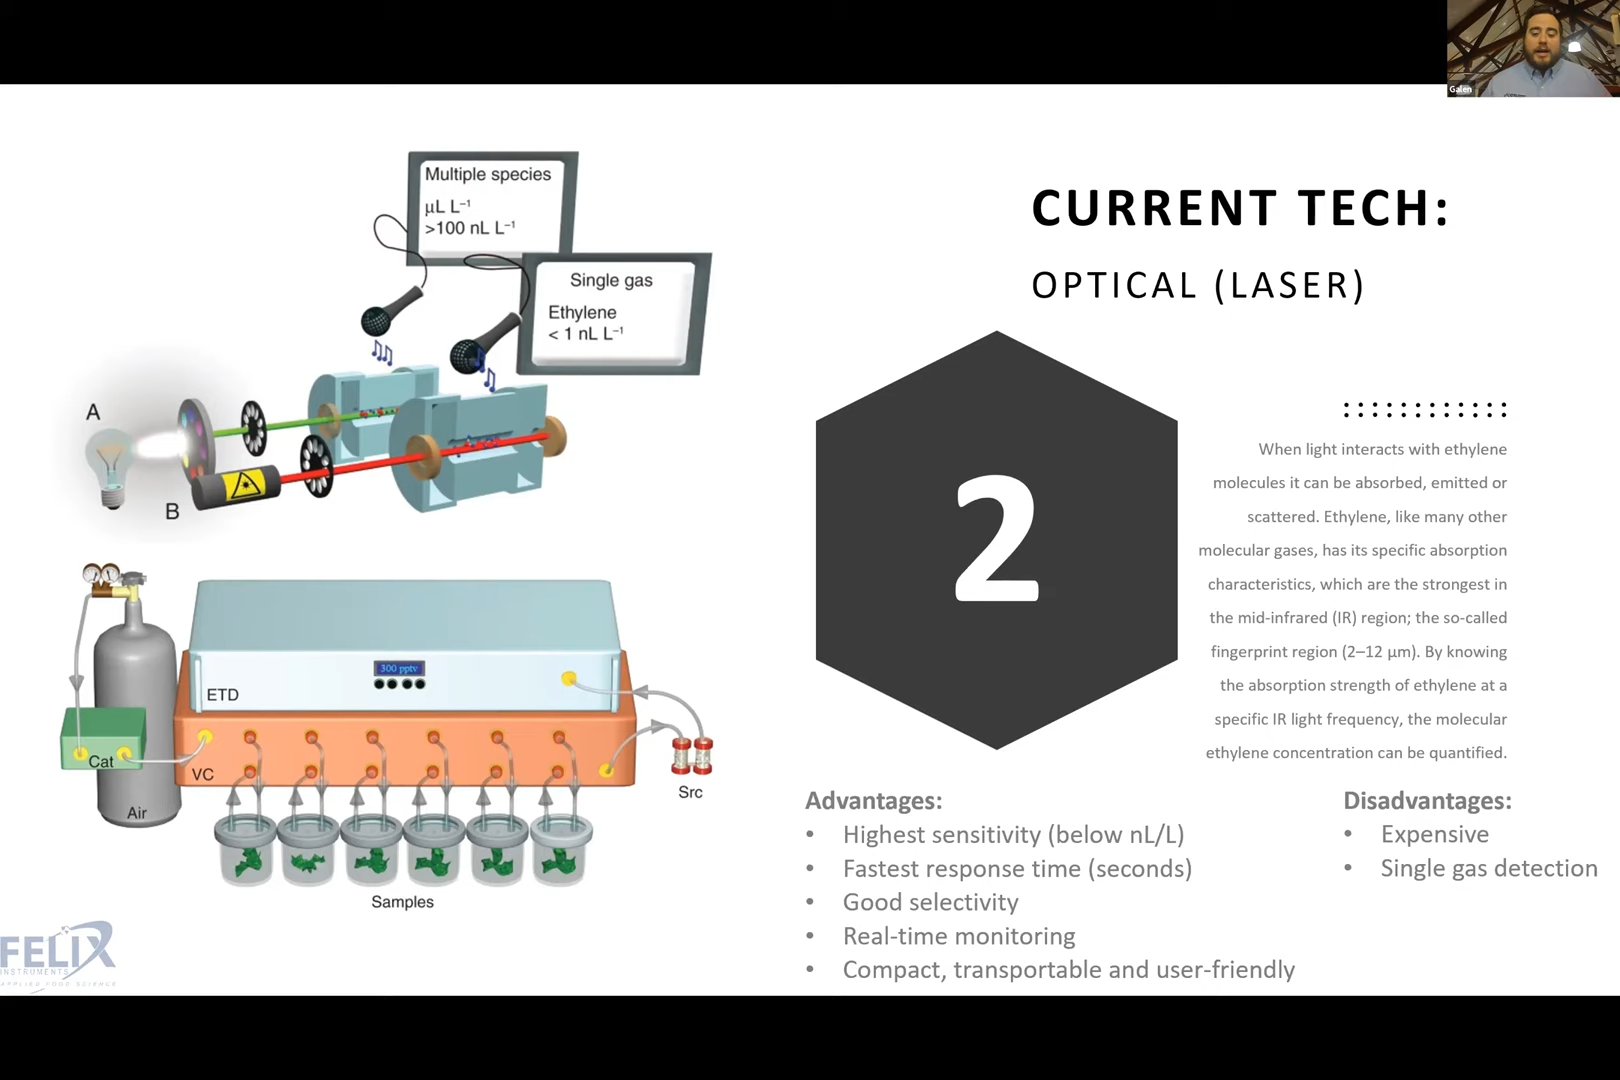 Galen
Multiple species
µL L⁻¹
>100 nL L⁻¹
Single gas
Ethylene
< 1 nL L⁻¹
A
B
CURRENT TECH:
OPTICAL (LASER)
2
When light interacts with ethylene
molecules it can be absorbed, emitted or
scattered. Ethylene, like many other
molecular gases, has its specific absorption
characteristics, which are the strongest in
the mid-infrared (IR) region; the so-called
fingerprint region (2–12 µm). By knowing
the absorption strength of ethylene at a
specific IR light frequency, the molecular
ethylene concentration can be quantified.
300 pptv
ETD
VC
Cat
Air
Src
Samples
Advantages:
• Highest sensitivity (below nL/L)
• Fastest response time (seconds)
• Good selectivity
• Real-time monitoring
• Compact, transportable and user-friendly
Disadvantages:
• Expensive
• Single gas detection
FELIX
INSTRUMENTS
APPLIED FOOD SCIENCE